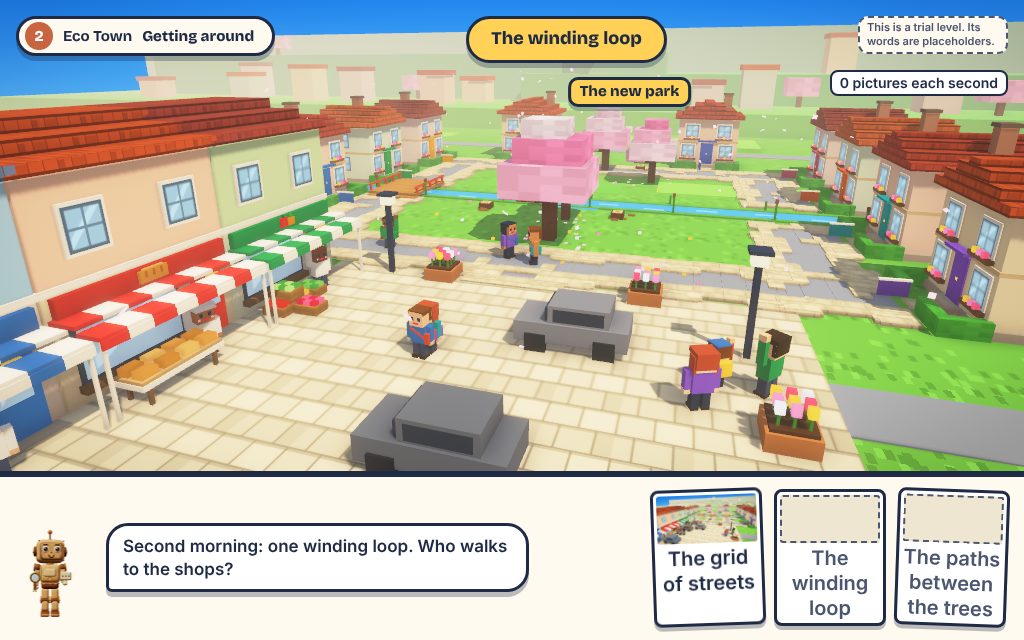 2 Eco Town Getting around
The winding loop
This is a trial level. Its
words are placeholders.
0 pictures each second
The new park
Second morning: one winding loop. Who walks
to the shops?
The grid
of streets
The
winding
loop
The paths
between
the trees